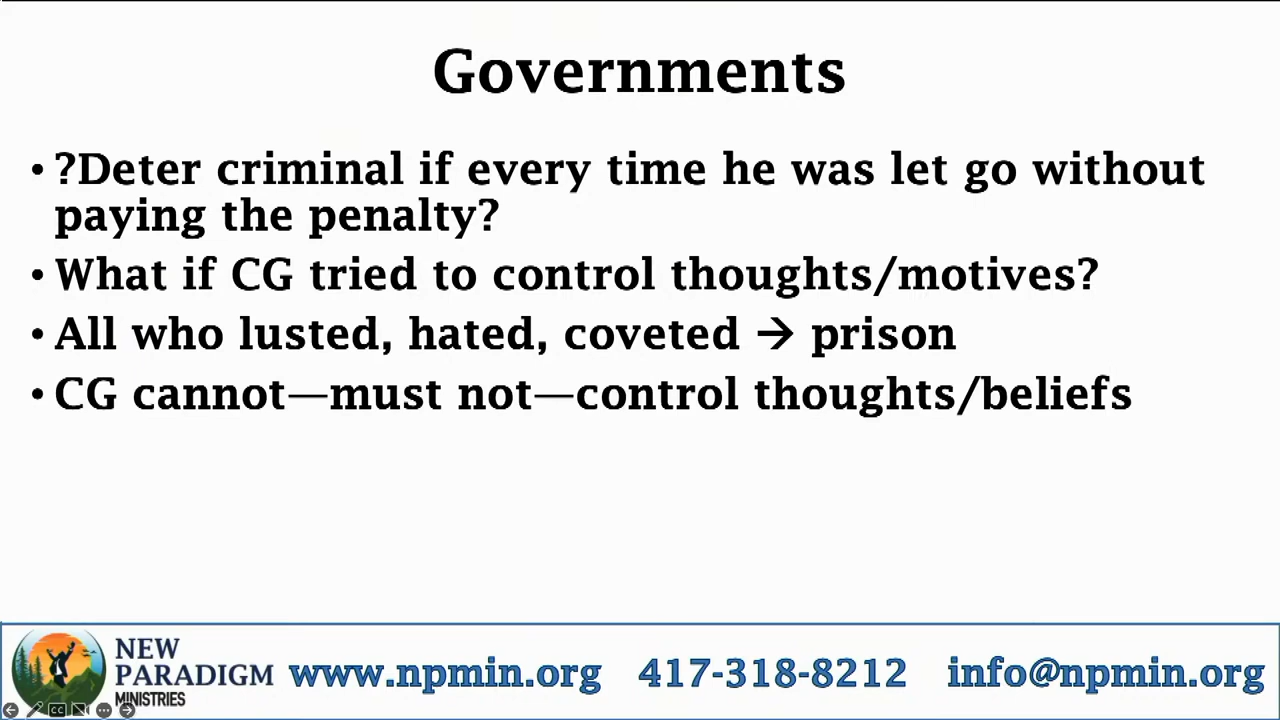 Governments
• ?Deter criminal if every time he was let go without
paying the penalty?
• What if CG tried to control thoughts/motives?
• All who lusted, hated, coveted → prison
• CG cannot—must not—control thoughts/beliefs
NEW
PARADIGM
MINISTRIES
www.npmin.org 417-318-8212 info@npmin.org
CC